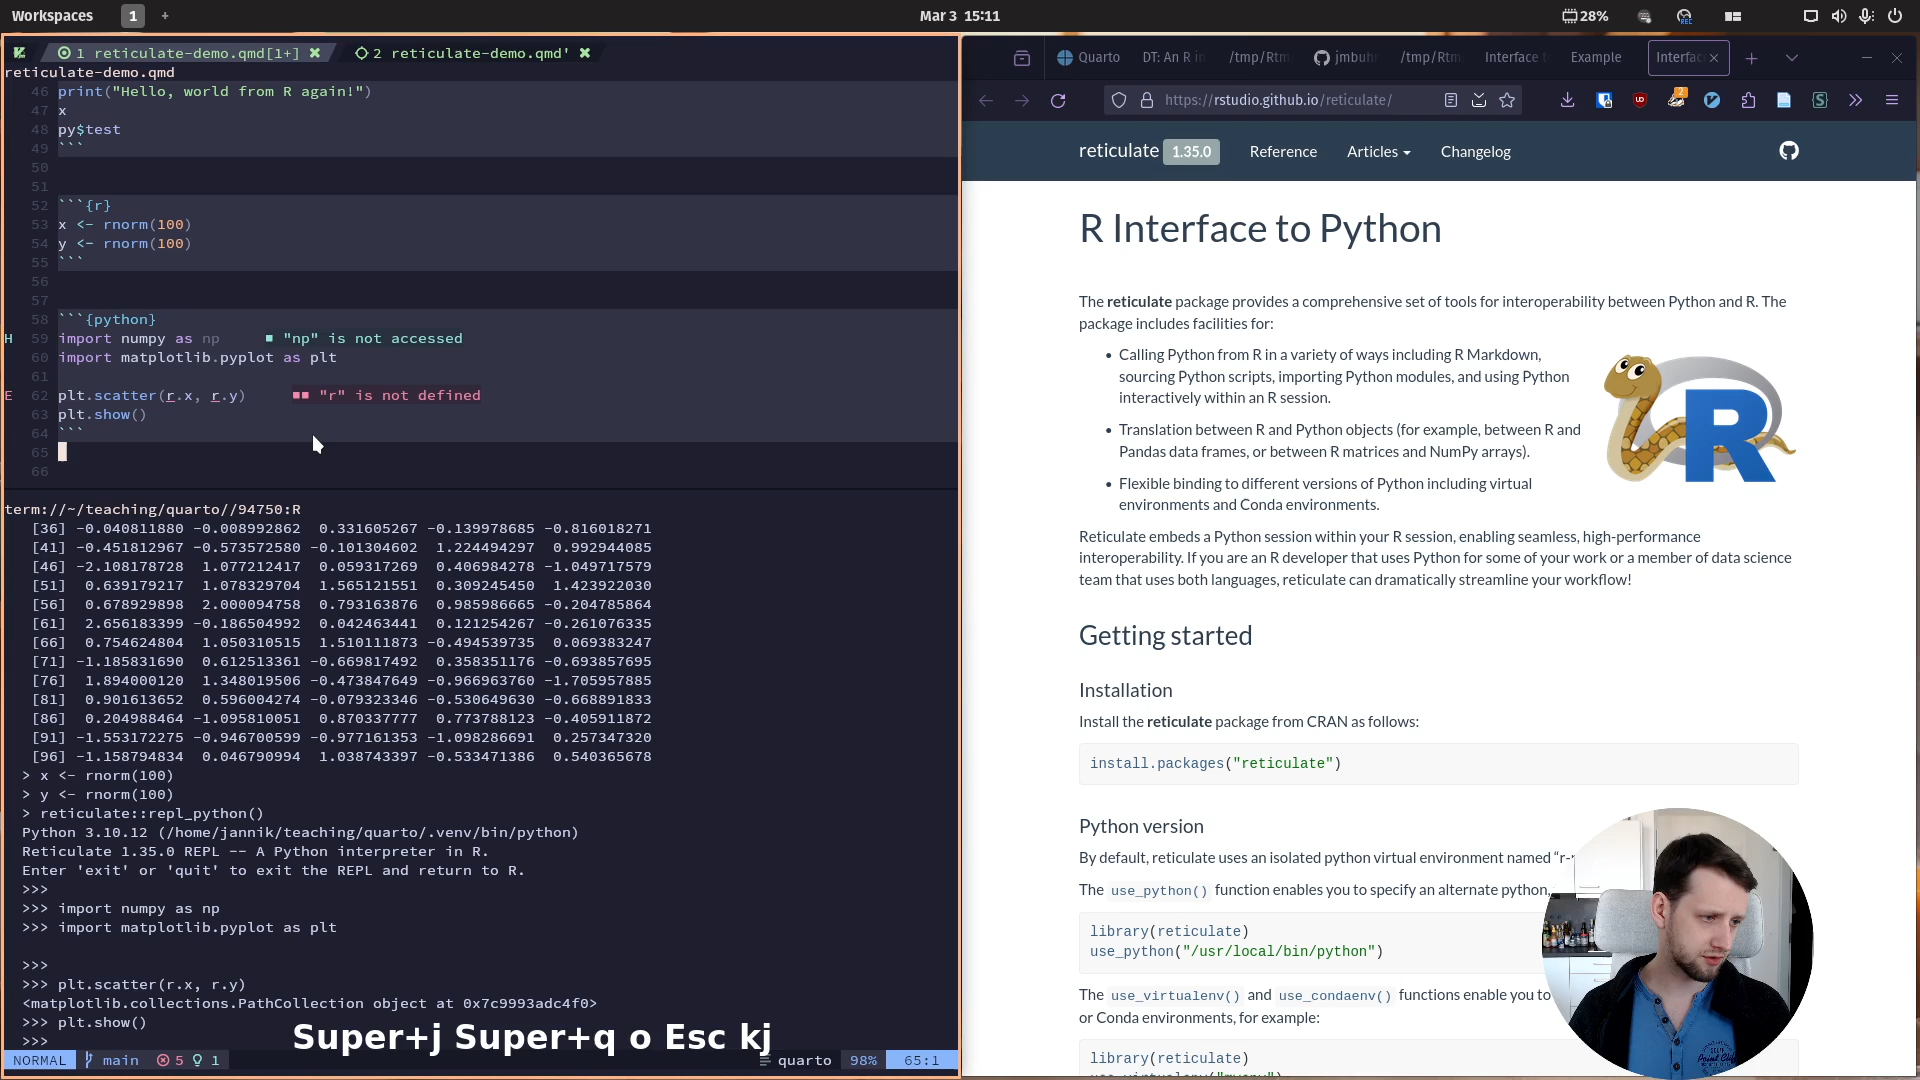 Workspaces 1 + Mar 3 15:11 28% REC
1 reticulate-demo.qmd[1+] ✖ 2 reticulate-demo.qmd' ✖
reticulate-demo.qmd
46 print("Hello, world from R again!")
47 x
48 py$test
49 ```
50
51
52 ```{r}
53 x <- rnorm(100)
54 y <- rnorm(100)
55 ```
56
57
58 ```{python}
H 59 import numpy as np ■ "np" is not accessed
60 import matplotlib.pyplot as plt
61
E 62 plt.scatter(r.x, r.y) ■■ "r" is not defined
63 plt.show()
64 ```
65
66
term://~/teaching/quarto//94750:R
[36] -0.040811880 -0.008992862 0.331605267 -0.139978685 -0.816018271
[41] -0.451812967 -0.573572580 -0.101304602 1.224494297 0.992944085
[46] -2.108178728 1.077212417 0.059317269 0.406984278 -1.049717579
[51] 0.639179217 1.078329704 1.565121551 0.309245450 1.423922030
[56] 0.678929898 2.000094758 0.793163876 0.985986665 -0.204785864
[61] 2.656183399 -0.186504992 0.042463441 0.121254267 -0.261076335
[66] 0.754624804 1.050310515 1.510111873 -0.494539735 0.069383247
[71] -1.185831690 0.612513361 -0.669817492 0.358351176 -0.693857695
[76] 1.894000120 1.348019506 -0.473847649 -0.966963760 -1.705957885
[81] 0.901613652 0.596004274 -0.079323346 -0.530649630 -0.668891833
[86] 0.204988464 -1.095810051 0.870337777 0.773788123 -0.405911872
[91] -1.553172275 -0.946700599 -0.977161353 -1.098286691 0.257347320
[96] -1.158794834 0.046790994 1.038743397 -0.533471386 0.540365678
> x <- rnorm(100)
> y <- rnorm(100)
> reticulate::repl_python()
Python 3.10.12 (/home/jannik/teaching/quarto/.venv/bin/python)
Reticulate 1.35.0 REPL -- A Python interpreter in R.
Enter 'exit' or 'quit' to exit the REPL and return to R.
>>>
>>> import numpy as np
>>> import matplotlib.pyplot as plt
>>>
>>> plt.scatter(r.x, r.y)
<matplotlib.collections.PathCollection object at 0x7c9993adc4f0>
>>> plt.show()
>>>
Super+j Super+q o Esc kj
NORMAL main 5 1 quarto 98% 65:1
Quarto DT: An R in /tmp/Rtm jmbuhr /tmp/Rtm Interface t Example Interfac
https://rstudio.github.io/reticulate/ 2
reticulate 1.35.0 Reference Articles Changelog
R Interface to Python
The reticulate package provides a comprehensive set of tools for interoperability between Python and R. The
package includes facilities for:
• Calling Python from R in a variety of ways including R Markdown,
sourcing Python scripts, importing Python modules, and using Python
interactively within an R session.
• Translation between R and Python objects (for example, between R and
Pandas data frames, or between R matrices and NumPy arrays).
• Flexible binding to different versions of Python including virtual
environments and Conda environments.
R
Reticulate embeds a Python session within your R session, enabling seamless, high-performance
interoperability. If you are an R developer that uses Python for some of your work or a member of data science
team that uses both languages, reticulate can dramatically streamline your workflow!
Getting started
Installation
Install the reticulate package from CRAN as follows:
install.packages("reticulate")
Python version
By default, reticulate uses an isolated python virtual environment named “r-r
The use_python() function enables you to specify an alternate python,
library(reticulate)
use_python("/usr/local/bin/python")
The use_virtualenv() and use_condaenv() functions enable you to
or Conda environments, for example:
library(reticulate)